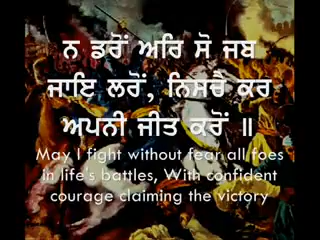 ਨ ਡਰੋਂ ਅਰਿ ਸੋ ਜਬ
ਜਾਇ ਲਰੋਂ, ਨਿਸਚੈ ਕਰ
ਅਪਨੀ ਜੀਤ ਕਰੋਂ ॥
May I fight without fear all foes
in life's battles, With confident
courage claiming the victory